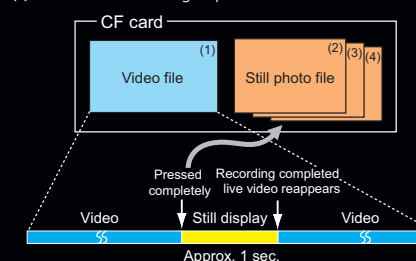 CF card
(1)
Video file
(2) (3) (4)
Still photo file
Pressed completely
Recording completed live video reappears
Video
Still display
Video
Approx. 1 sec.